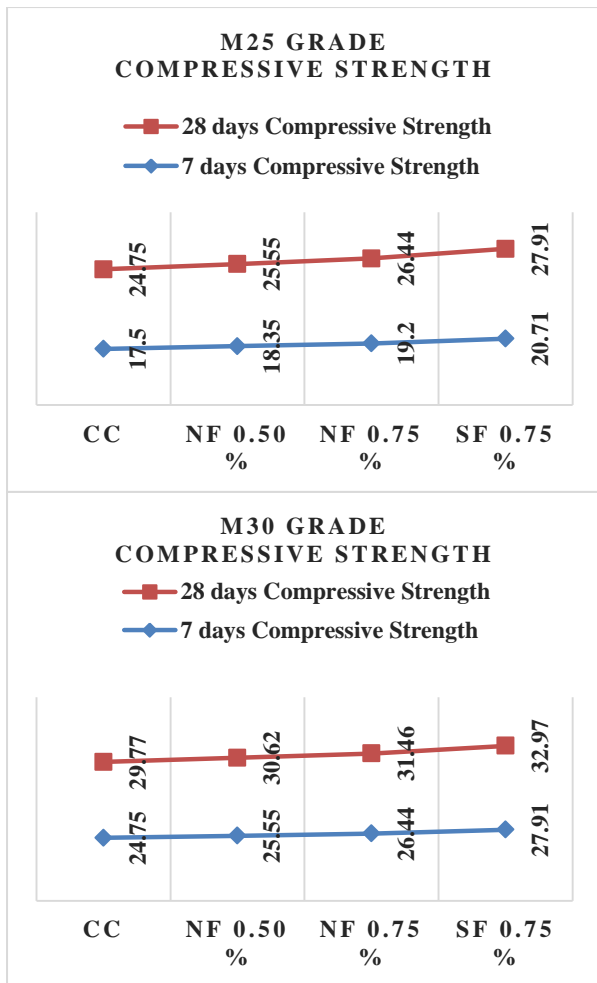 M25 GRADE
COMPRESSIVE STRENGTH
28 days Compressive Strength
7 days Compressive Strength
24.75
25.55
26.44
27.91
17.5
18.35
19.2
20.71
CC
NF 0.50
%
NF 0.75
%
SF 0.75
%
M30 GRADE
COMPRESSIVE STRENGTH
28 days Compressive Strength
7 days Compressive Strength
29.77
30.62
31.46
32.97
24.75
25.55
26.44
27.91
CC
NF 0.50
%
NF 0.75
%
SF 0.75
%